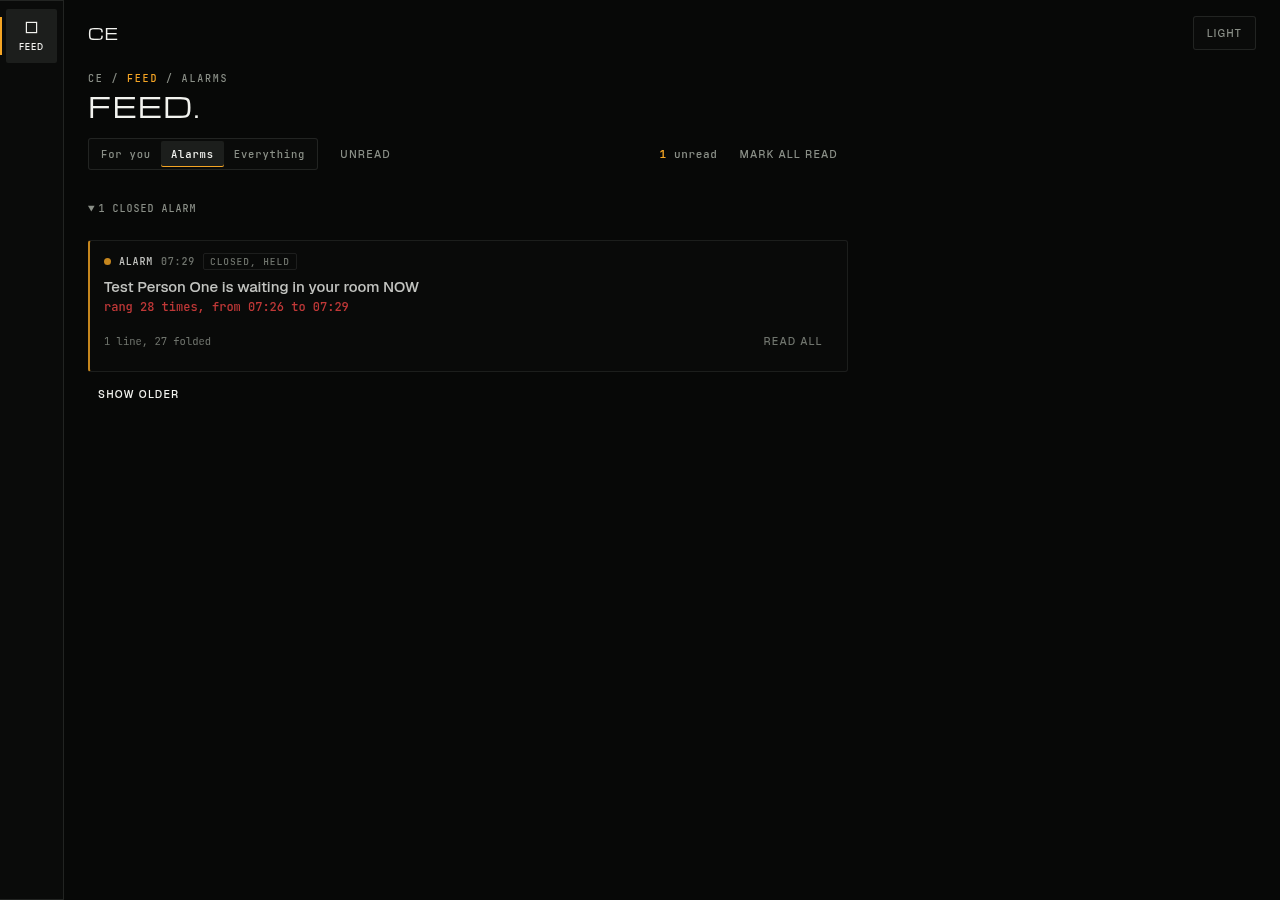 FEED
CE
LIGHT
CE / FEED / ALARMS
FEED.
For you Alarms Everything UNREAD 1 unread MARK ALL READ
▼ 1 CLOSED ALARM
ALARM 07:29 CLOSED, HELD
Test Person One is waiting in your room NOW
rang 28 times, from 07:26 to 07:29
1 line, 27 folded READ ALL
SHOW OLDER